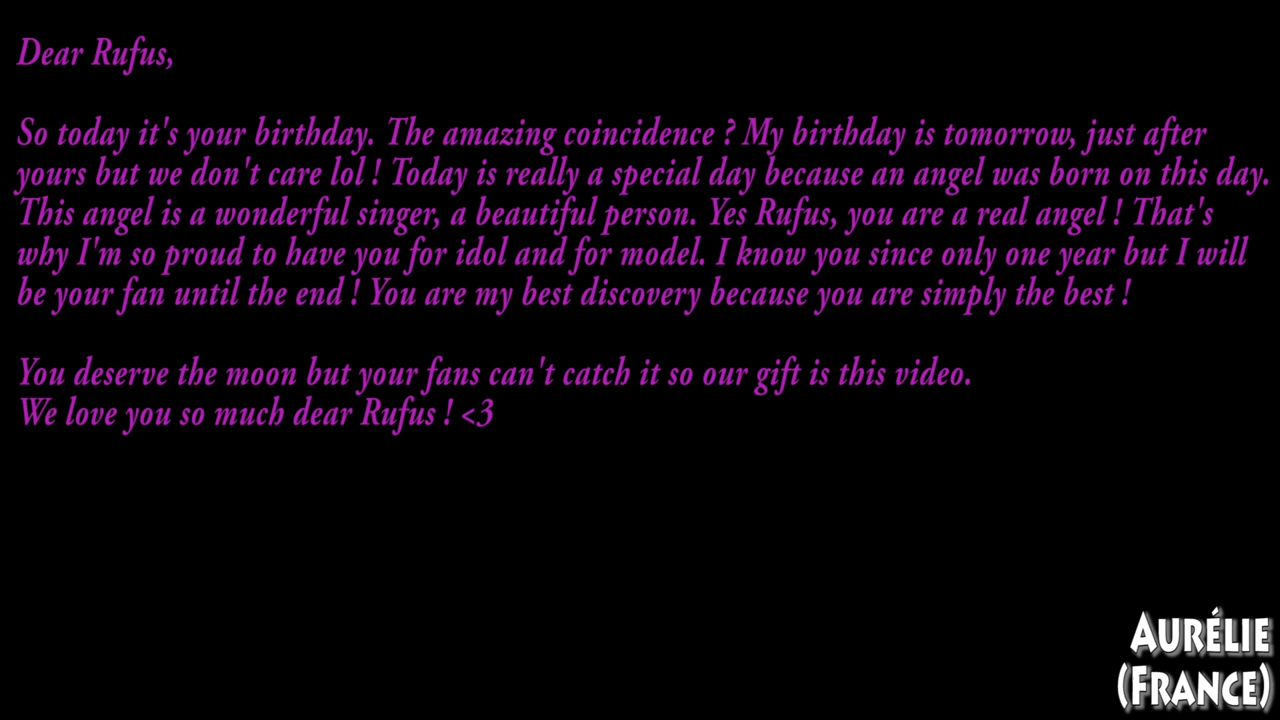 Dear Rufus,
So today it's your birthday. The amazing coincidence ? My birthday is tomorrow, just after
yours but we don't care lol ! Today is really a special day because an angel was born on this day.
This angel is a wonderful singer, a beautiful person. Yes Rufus, you are a real angel ! That's
why I'm so proud to have you for idol and for model. I know you since only one year but I will
be your fan until the end ! You are my best discovery because you are simply the best !
You deserve the moon but your fans can't catch it so our gift is this video.
We love you so much dear Rufus ! <3
AURÉLIE
(FRANCE)